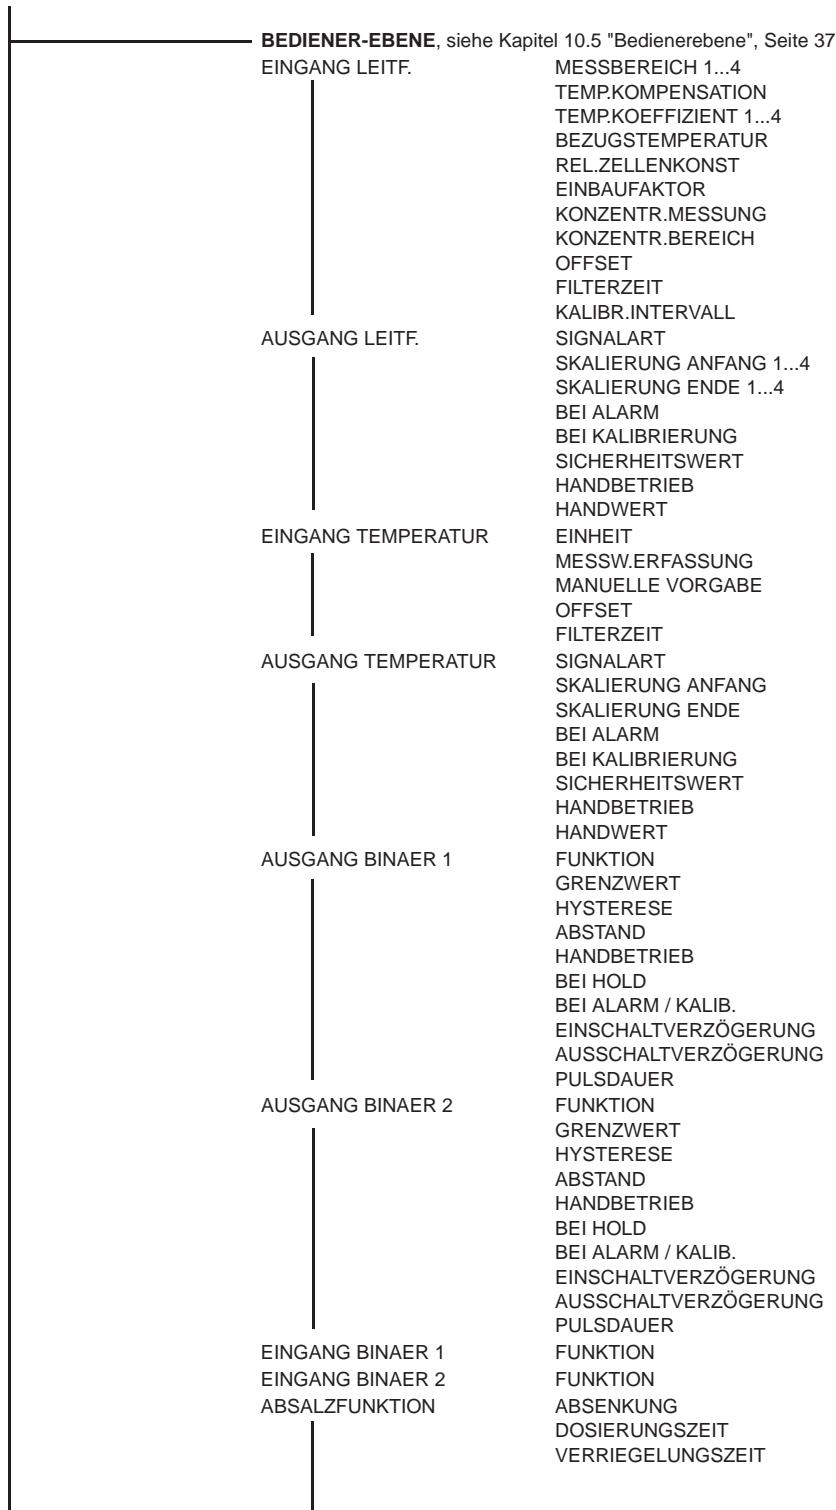 BEDIENER-EBENE, siehe Kapitel 10.5 "Bedienerebene", Seite 37
EINGANG LEITF. MESSBEREICH 1...4
TEMP.KOMPENSATION
TEMP.KOEFFIZIENT 1...4
BEZUGSTEMPERATUR
REL.ZELLENKONST
EINBAUFAKTOR
KONZENTR.MESSUNG
KONZENTR.BEREICH
OFFSET
FILTERZEIT
KALIBR.INTERVALL
AUSGANG LEITF. SIGNALART
SKALIERUNG ANFANG 1...4
SKALIERUNG ENDE 1...4
BEI ALARM
BEI KALIBRIERUNG
SICHERHEITSWERT
HANDBETRIEB
HANDWERT
EINGANG TEMPERATUR EINHEIT
MESSW.ERFASSUNG
MANUELLE VORGABE
OFFSET
FILTERZEIT
AUSGANG TEMPERATUR SIGNALART
SKALIERUNG ANFANG
SKALIERUNG ENDE
BEI ALARM
BEI KALIBRIERUNG
SICHERHEITSWERT
HANDBETRIEB
HANDWERT
AUSGANG BINAER 1 FUNKTION
GRENZWERT
HYSTERESE
ABSTAND
HANDBETRIEB
BEI HOLD
BEI ALARM / KALIB.
EINSCHALTVERZÖGERUNG
AUSSCHALTVERZÖGERUNG
PULSDAUER
AUSGANG BINAER 2 FUNKTION
GRENZWERT
HYSTERESE
ABSTAND
HANDBETRIEB
BEI HOLD
BEI ALARM / KALIB.
EINSCHALTVERZÖGERUNG
AUSSCHALTVERZÖGERUNG
PULSDAUER
EINGANG BINAER 1 FUNKTION
EINGANG BINAER 2 FUNKTION
ABSALZFUNKTION ABSENKUNG
DOSIERUNGSZEIT
VERRIEGELUNGSZEIT